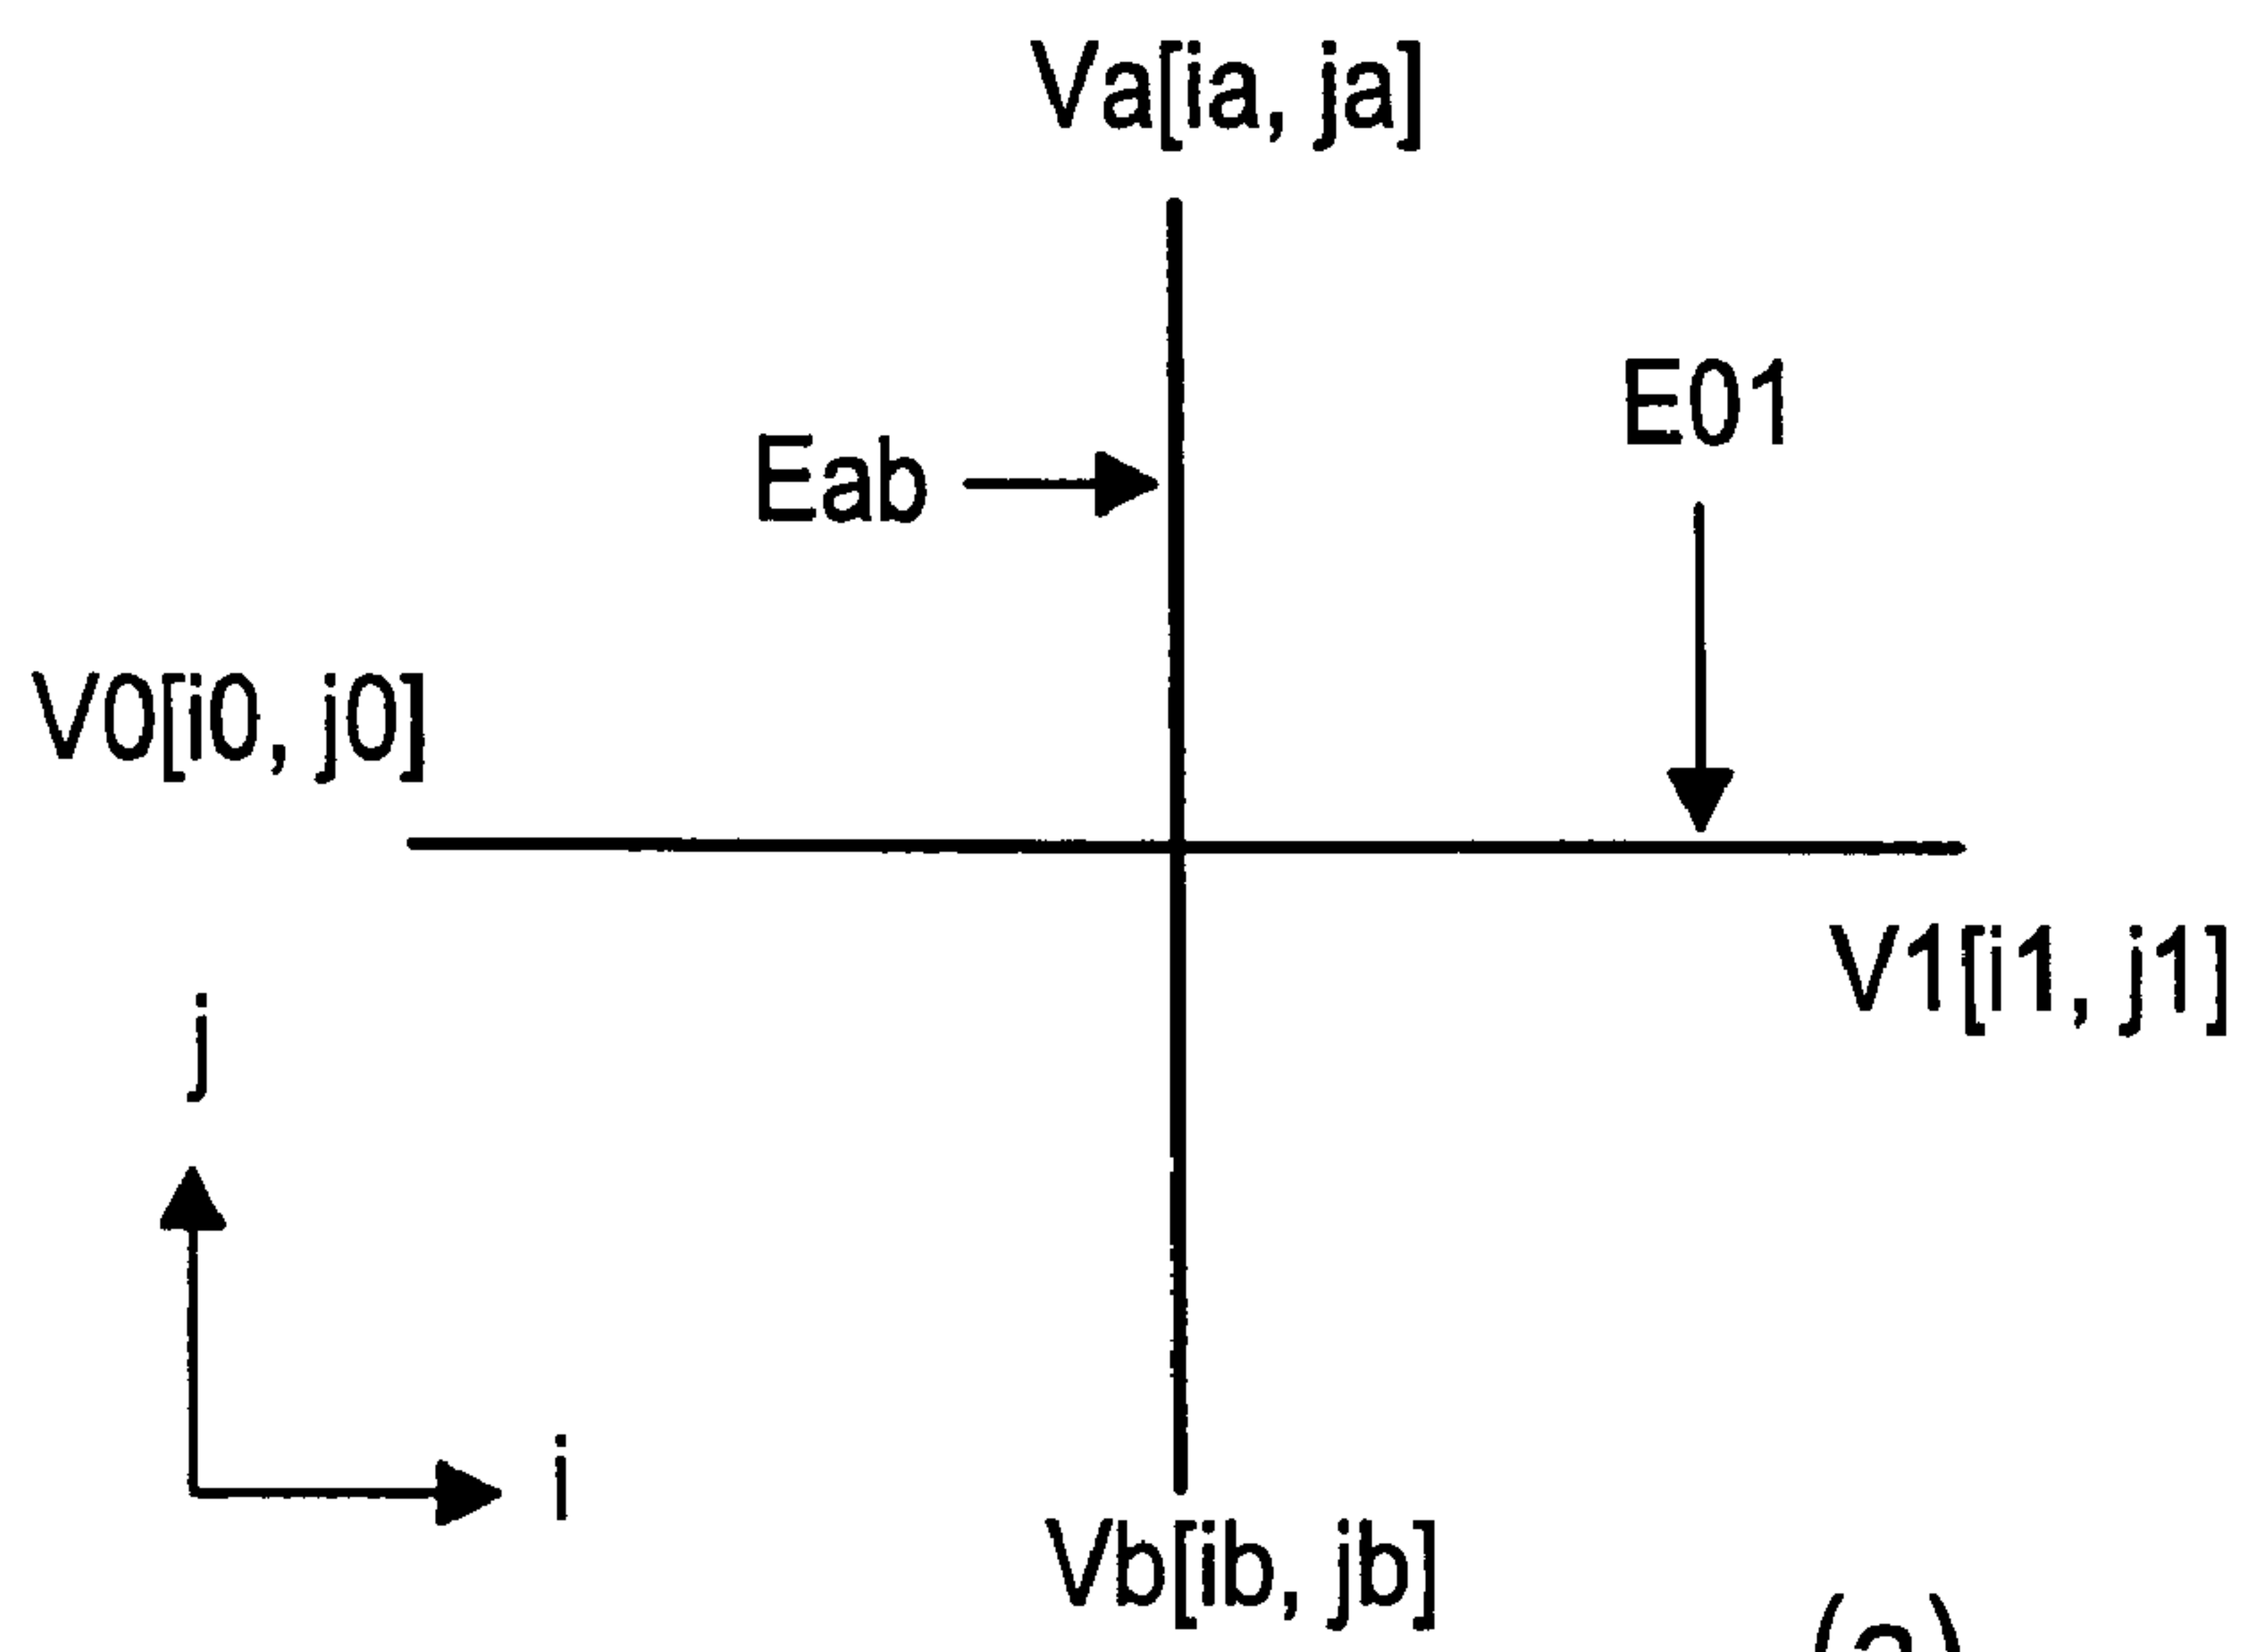 Va[ia, ja]
E01
Eab
V0[i0, j0]
V1[i1, j1]
j
i
Vb[ib, jb]